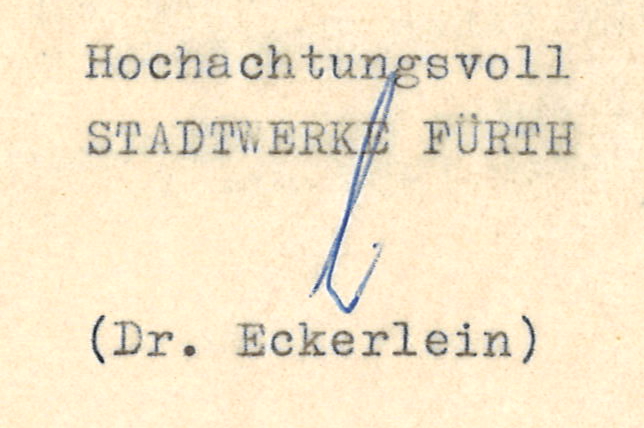 Hochachtungsvoll
STADTWERKE FÜRTH
(Dr. Eckerlein)